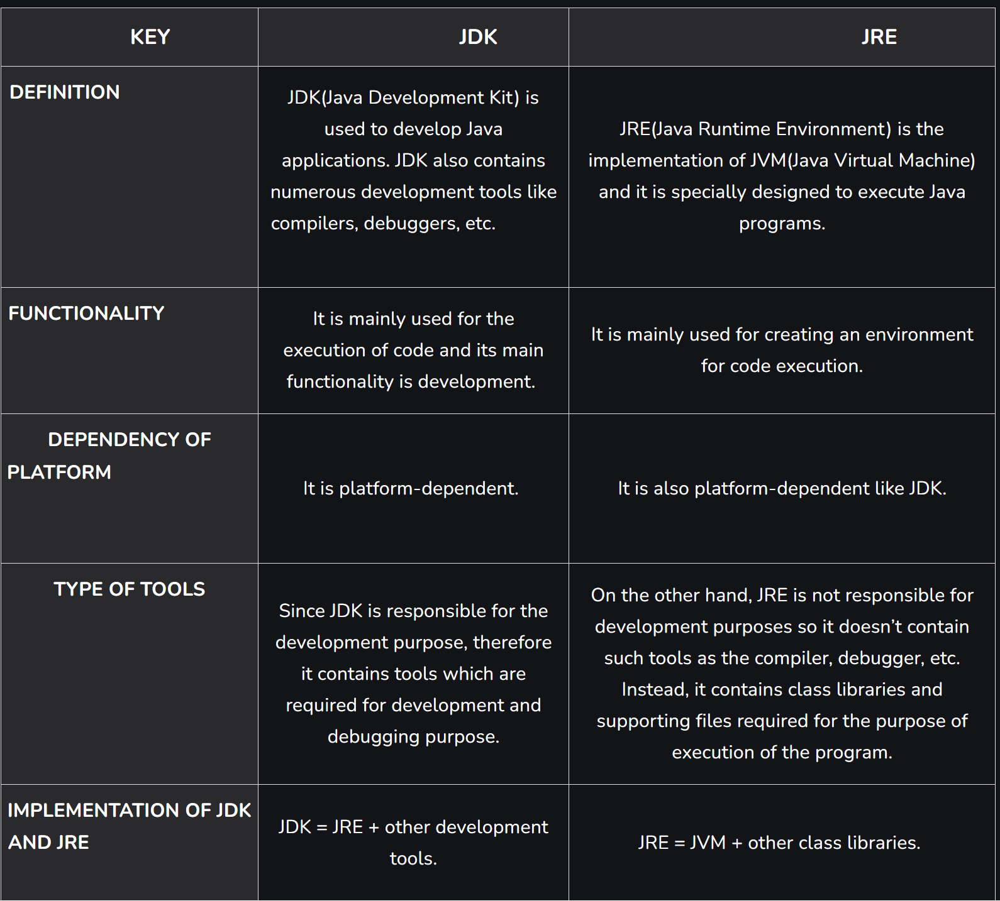 KEY
JDK
JRE
DEFINITION
JDK(Java Development Kit) is
used to develop Java
applications. JDK also contains
numerous development tools like
compilers, debuggers, etc.
JRE(Java Runtime Environment) is the
implementation of JVM(Java Virtual Machine)
and it is specially designed to execute Java
programs.
FUNCTIONALITY
It is mainly used for the
execution of code and its main
functionality is development.
It is mainly used for creating an environment
for code execution.
DEPENDENCY OF
PLATFORM
It is platform-dependent.
It is also platform-dependent like JDK.
TYPE OF TOOLS
Since JDK is responsible for the
development purpose, therefore
it contains tools which are
required for development and
debugging purpose.
On the other hand, JRE is not responsible for
development purposes so it doesn’t contain
such tools as the compiler, debugger, etc.
Instead, it contains class libraries and
supporting files required for the purpose of
execution of the program.
IMPLEMENTATION OF JDK
AND JRE
JDK = JRE + other development
tools.
JRE = JVM + other class libraries.